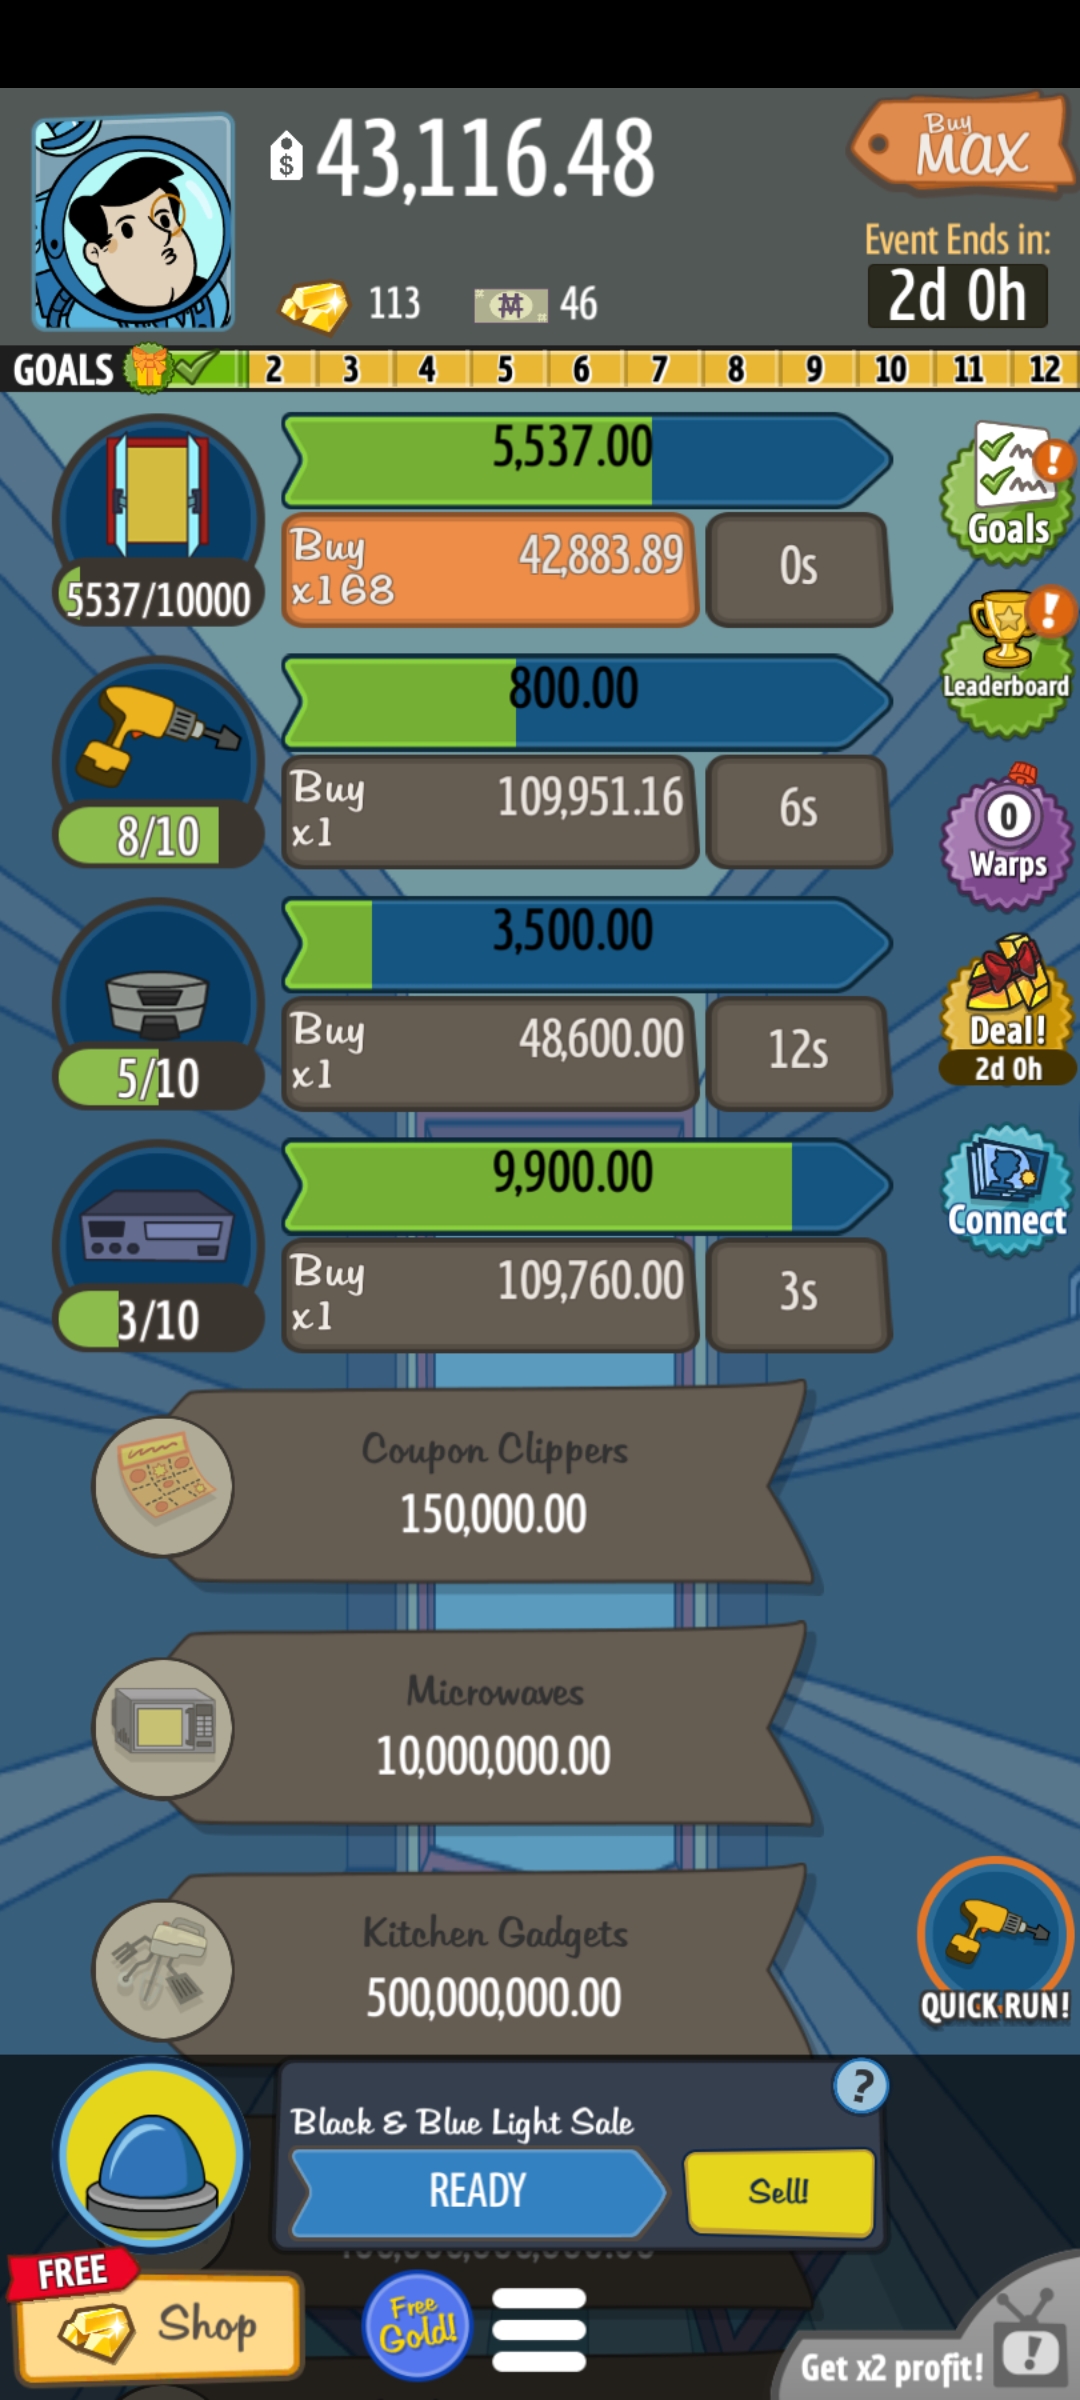 43,116.48
Buy
MAX
113
46
Event Ends in:
2d 0h
GOALS 2 3 4 5 6 7 8 9 10 11 12
5,537.00
Buy
x168
42,883.89
0s
5537/10000
Goals
800.00
Buy
x1
109,951.16
6s
8/10
Leaderboard
3,500.00
Buy
x1
48,600.00
12s
5/10
0
Warps
Deal!
2d 0h
9,900.00
Buy
x1
109,760.00
3s
3/10
Connect
Coupon Clippers
150,000.00
Microwaves
10,000,000.00
Kitchen Gadgets
500,000,000.00
QUICK RUN!
Black & Blue Light Sale
?
READY
Sell!
FREE
Shop
Free
Gold!
Get x2 profit!